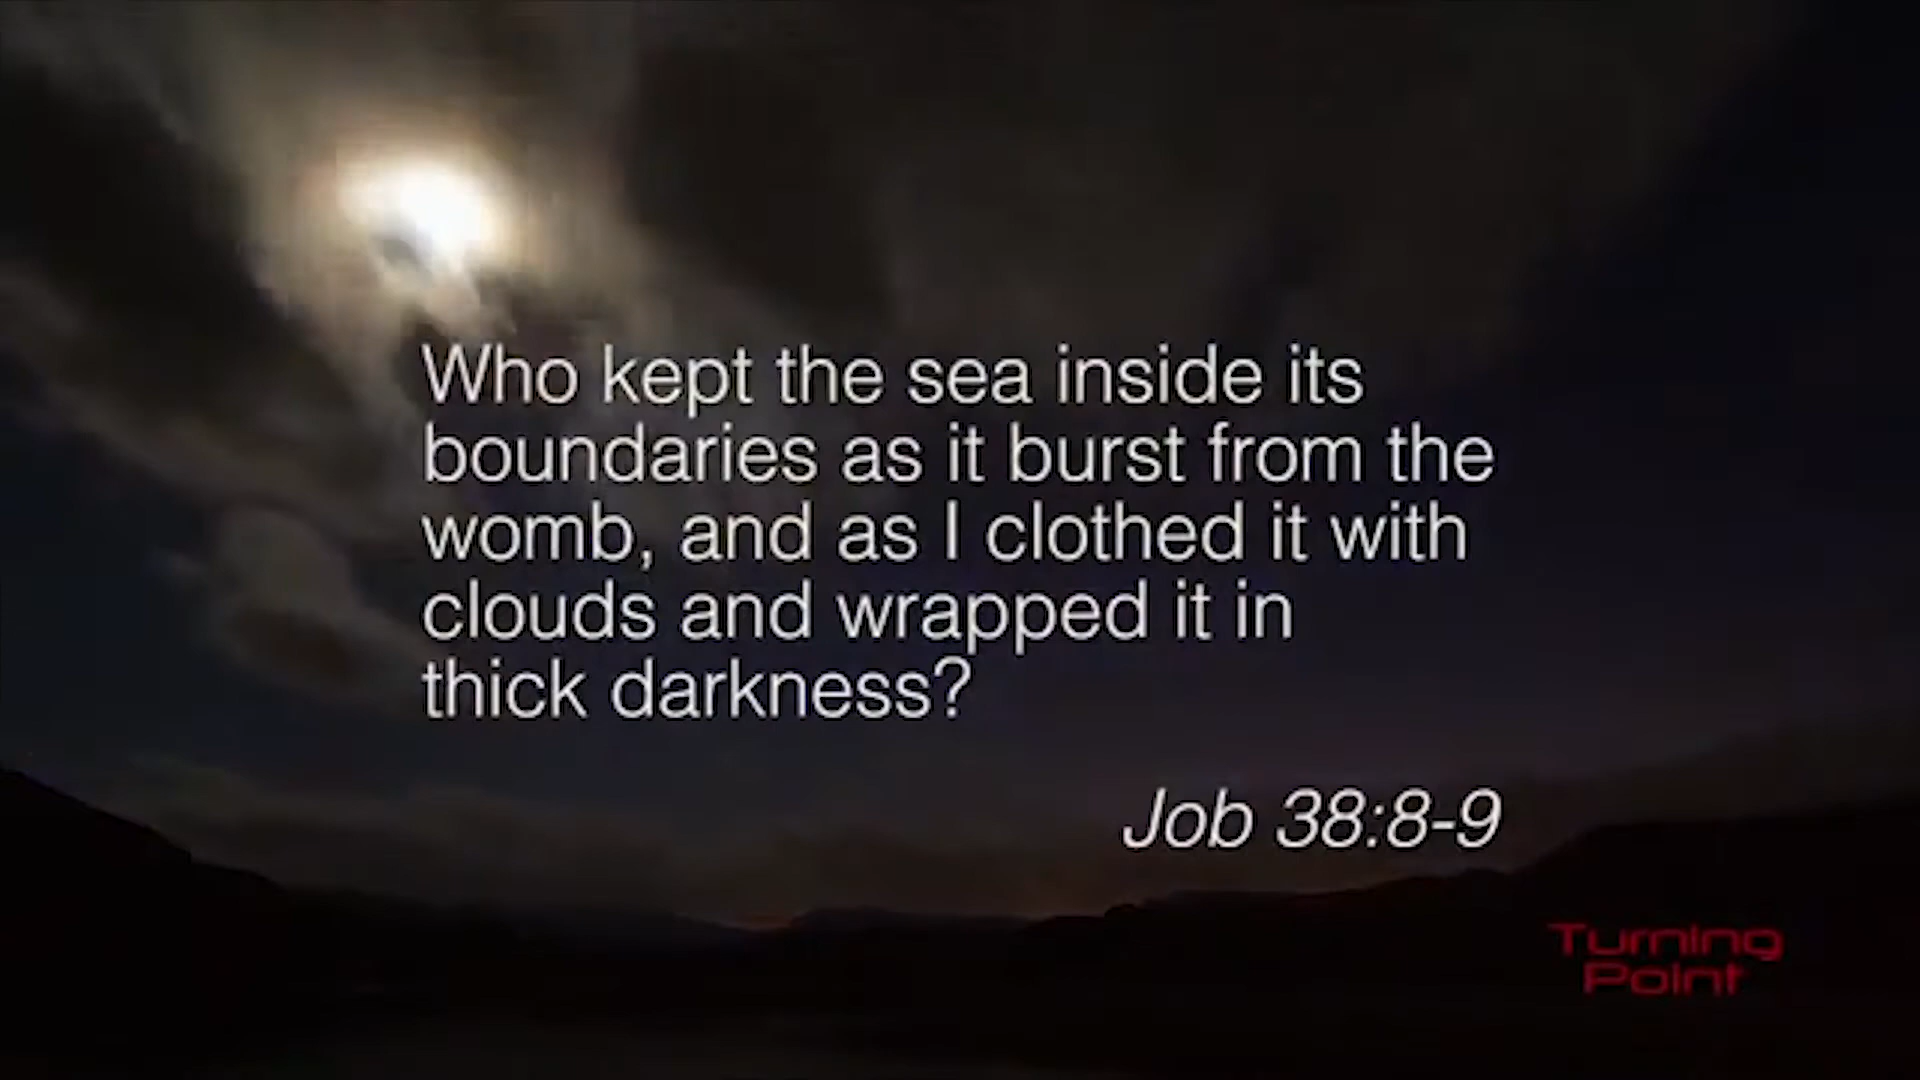 Who kept the sea inside its
boundaries as it burst from the
womb, and as I clothed it with
clouds and wrapped it in
thick darkness?
Job 38:8-9
Turning
Point